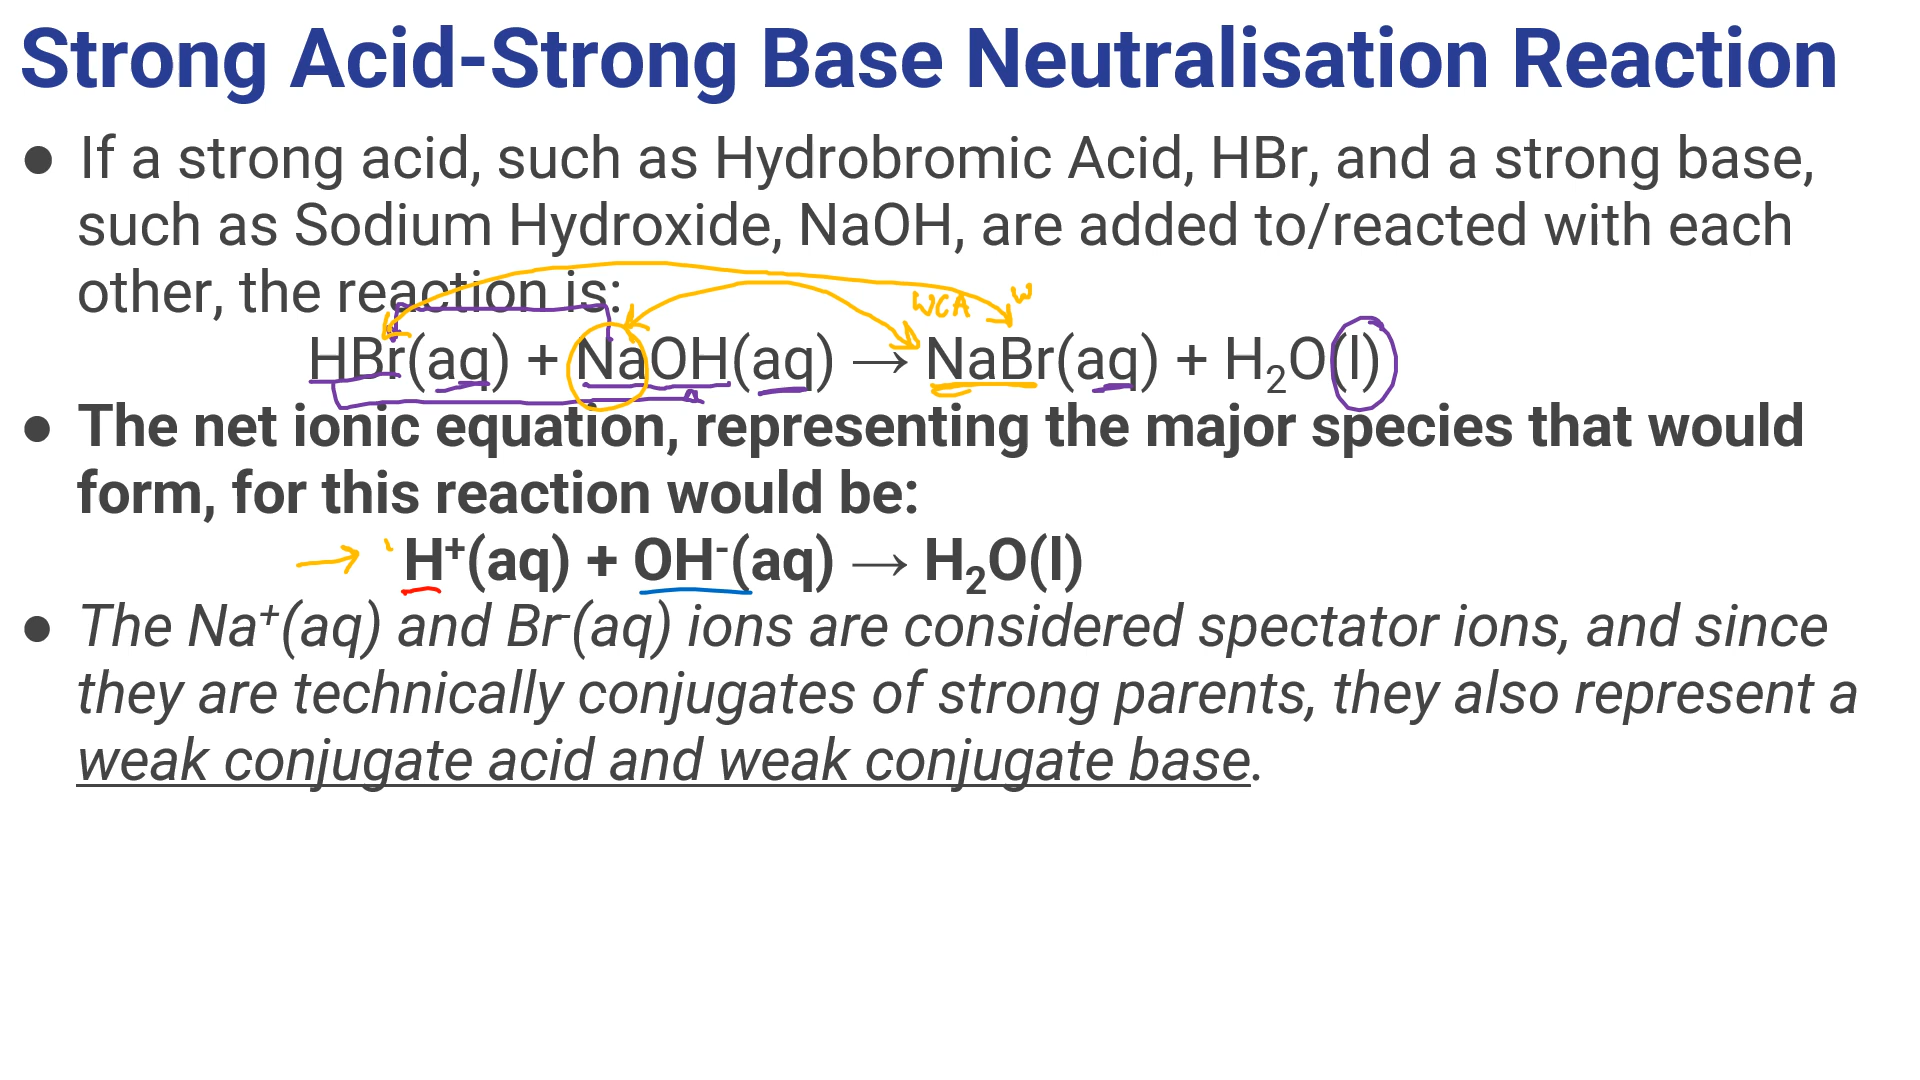 Strong Acid-Strong Base Neutralisation Reaction
● If a strong acid, such as Hydrobromic Acid, HBr, and a strong base,
such as Sodium Hydroxide, NaOH, are added to/reacted with each
other, the reaction is:
WCA W
HBr(aq) + NaOH(aq) → NaBr(aq) + H₂O(l)
● The net ionic equation, representing the major species that would
form, for this reaction would be:
H⁺(aq) + OH⁻(aq) → H₂O(l)
● The Na⁺(aq) and Br⁻(aq) ions are considered spectator ions, and since
they are technically conjugates of strong parents, they also represent a
weak conjugate acid and weak conjugate base.